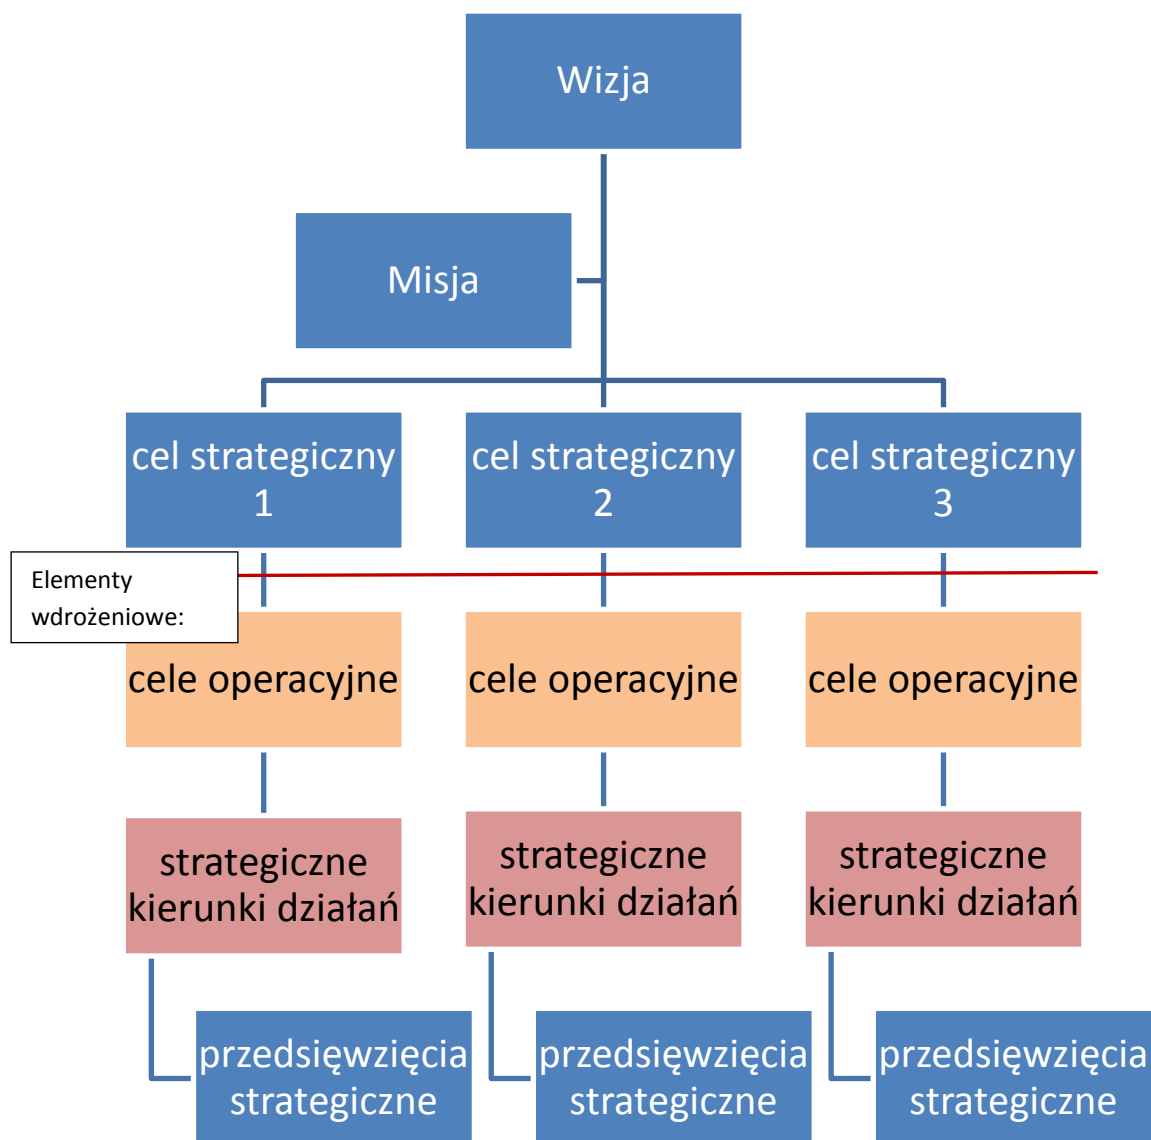 Wizja
Misja
cel strategiczny
1
cel strategiczny
2
cel strategiczny
3
Elementy
wdrożeniowe:
cele operacyjne
cele operacyjne
cele operacyjne
strategiczne
kierunki działań
strategiczne
kierunki działań
strategiczne
kierunki działań
przedsięwzięcia
strategiczne
przedsięwzięcia
strategiczne
przedsięwzięcia
strategiczne